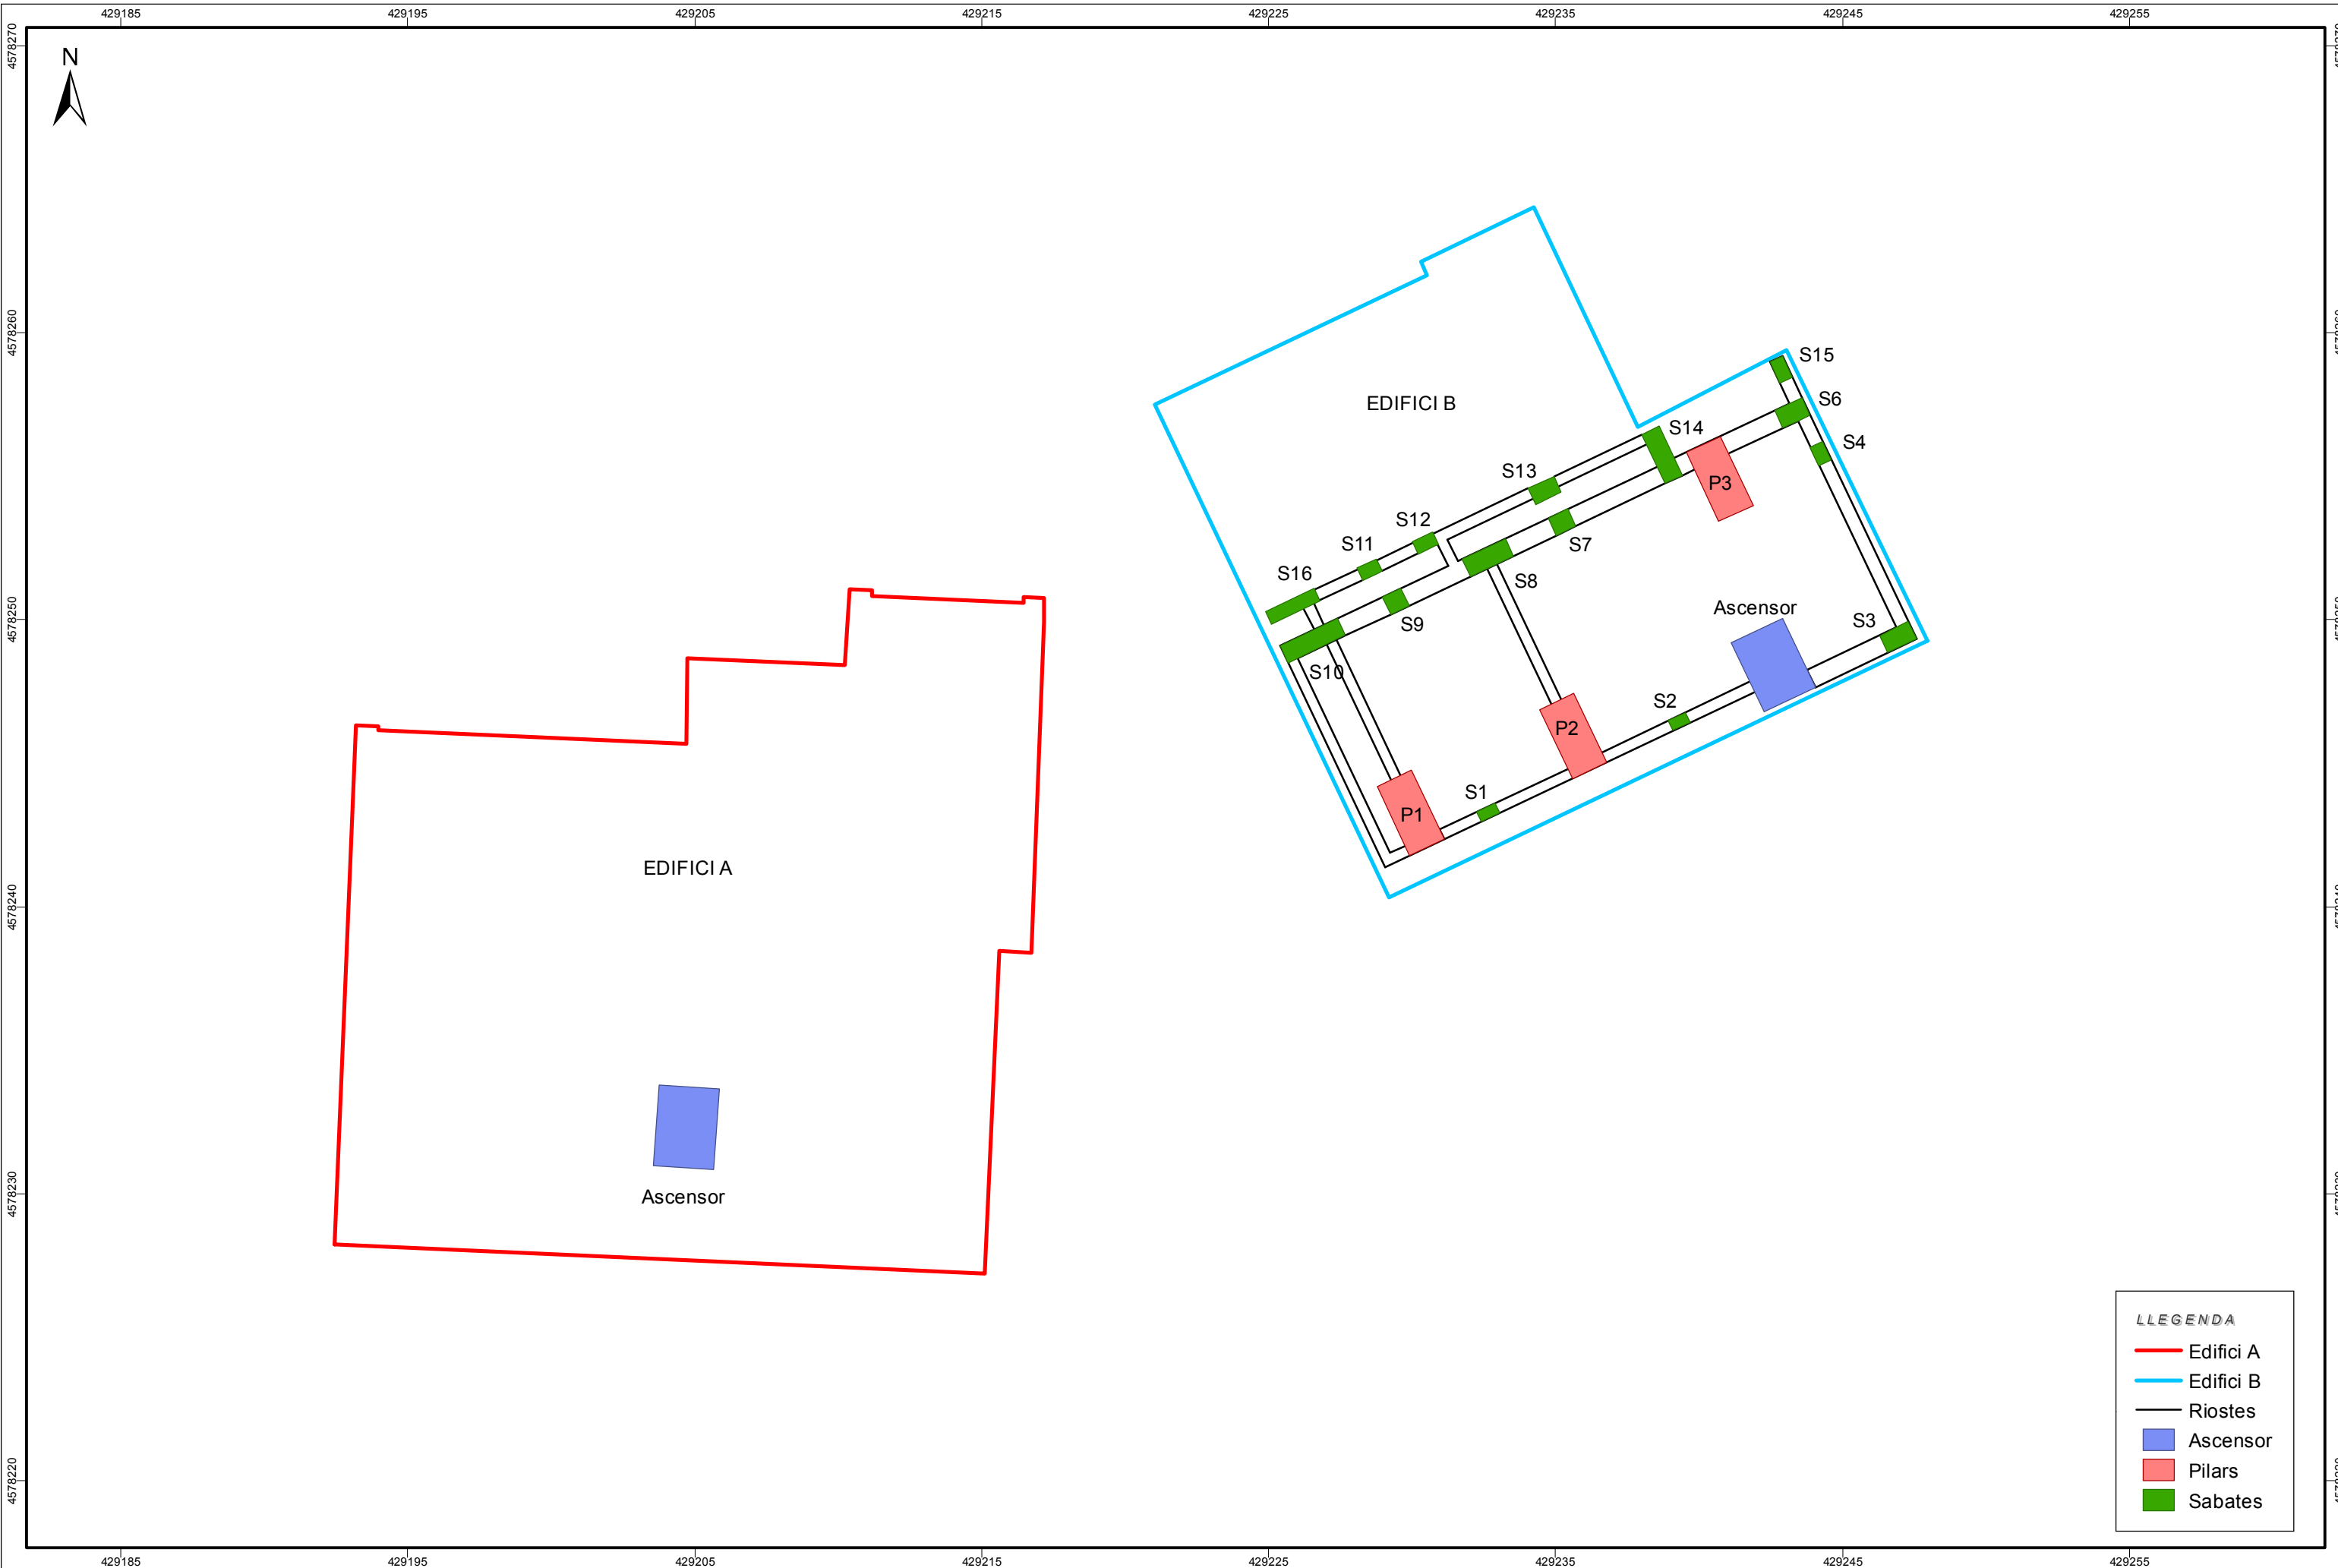 429185 429195 429205 429215 429225 429235 429245 429255
4578270
N
4578260
4578250
4578240
4578230
4578220
EDIFICI B
S15
S6
S4
S14
S13
P3
S12
S11
S7
S16
S8
S9
Ascensor
S3
S10
S2
P2
S1
P1
EDIFICI A
Ascensor
LLEGENDA
Edifici A
Edifici B
Riostes
Ascensor
Pilars
Sabates
429185 429195 429205 429215 429225 429235 429245 429255